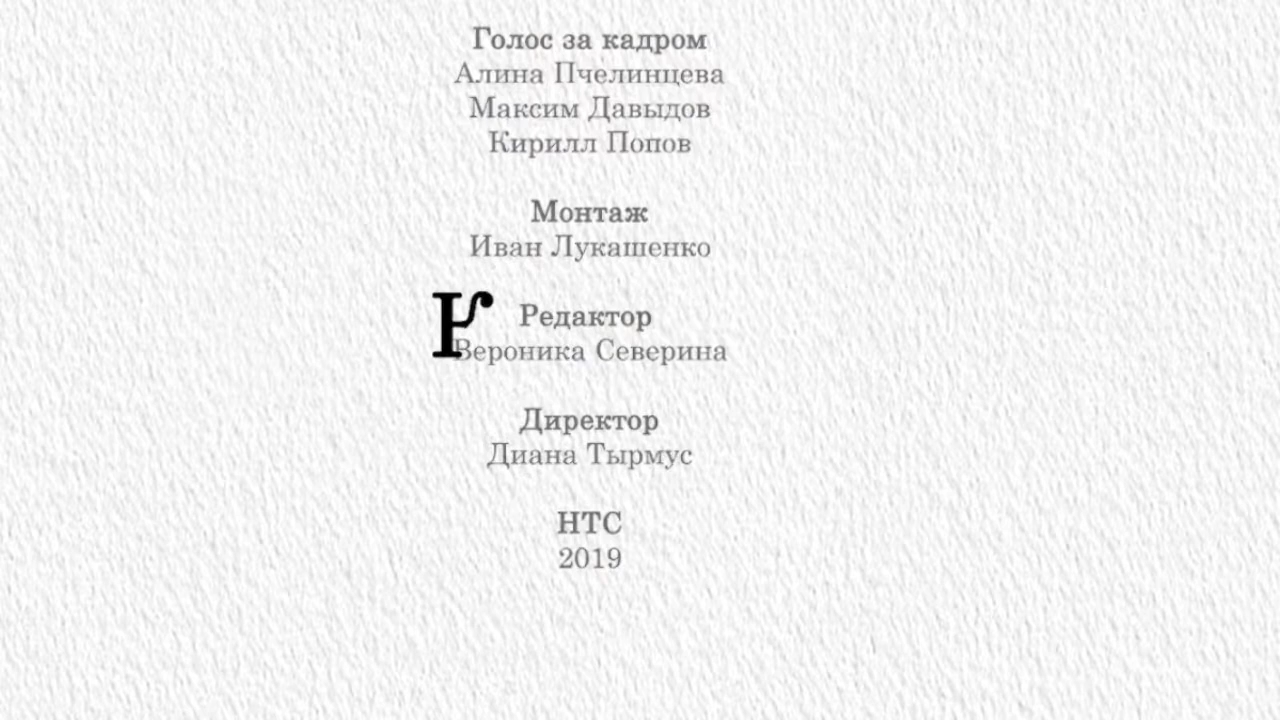 Голос за кадром
Алина Пчелинцева
Максим Давыдов
Кирилл Попов
Монтаж
Иван Лукашенко
Редактор
Вероника Северина
Директор
Диана Тырмус
НТС
2019